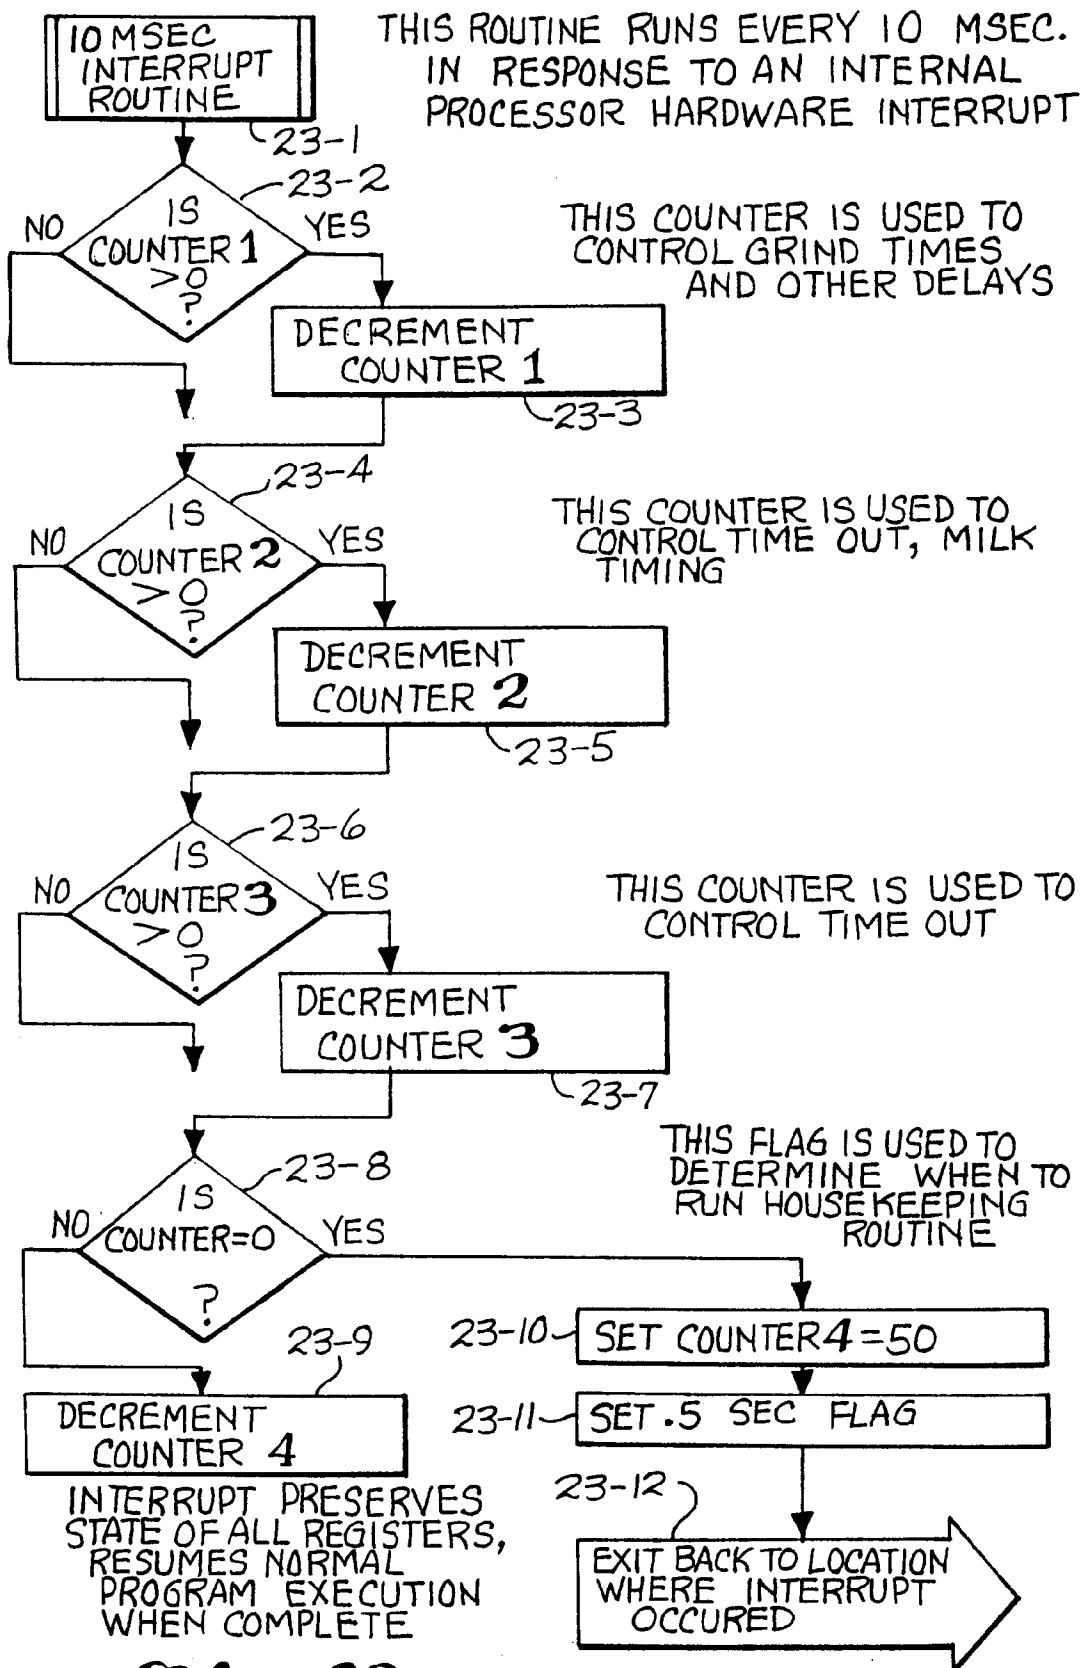 10 MSEC
INTERRUPT
ROUTINE
THIS ROUTINE RUNS EVERY 10 MSEC.
IN RESPONSE TO AN INTERNAL
PROCESSOR HARDWARE INTERRUPT
23-1
23-2
IS
COUNTER 1
>0
?
NO
YES
THIS COUNTER IS USED TO
CONTROL GRIND TIMES
AND OTHER DELAYS
DECREMENT
COUNTER 1
23-3
23-4
IS
COUNTER 2
>0
?
NO
YES
THIS COUNTER IS USED TO
CONTROL TIME OUT, MILK
TIMING
DECREMENT
COUNTER 2
23-5
23-6
IS
COUNTER 3
>0
?
NO
YES
THIS COUNTER IS USED TO
CONTROL TIME OUT
DECREMENT
COUNTER 3
23-7
23-8
IS
COUNTER=0
?
NO
YES
THIS FLAG IS USED TO
DETERMINE WHEN TO
RUN HOUSEKEEPING
ROUTINE
23-9
DECREMENT
COUNTER 4
23-10
SET COUNTER 4=50
23-11
SET .5 SEC FLAG
23-12
EXIT BACK TO LOCATION
WHERE INTERRUPT
OCCURED
INTERRUPT PRESERVES
STATE OF ALL REGISTERS,
RESUMES NORMAL
PROGRAM EXECUTION
WHEN COMPLETE